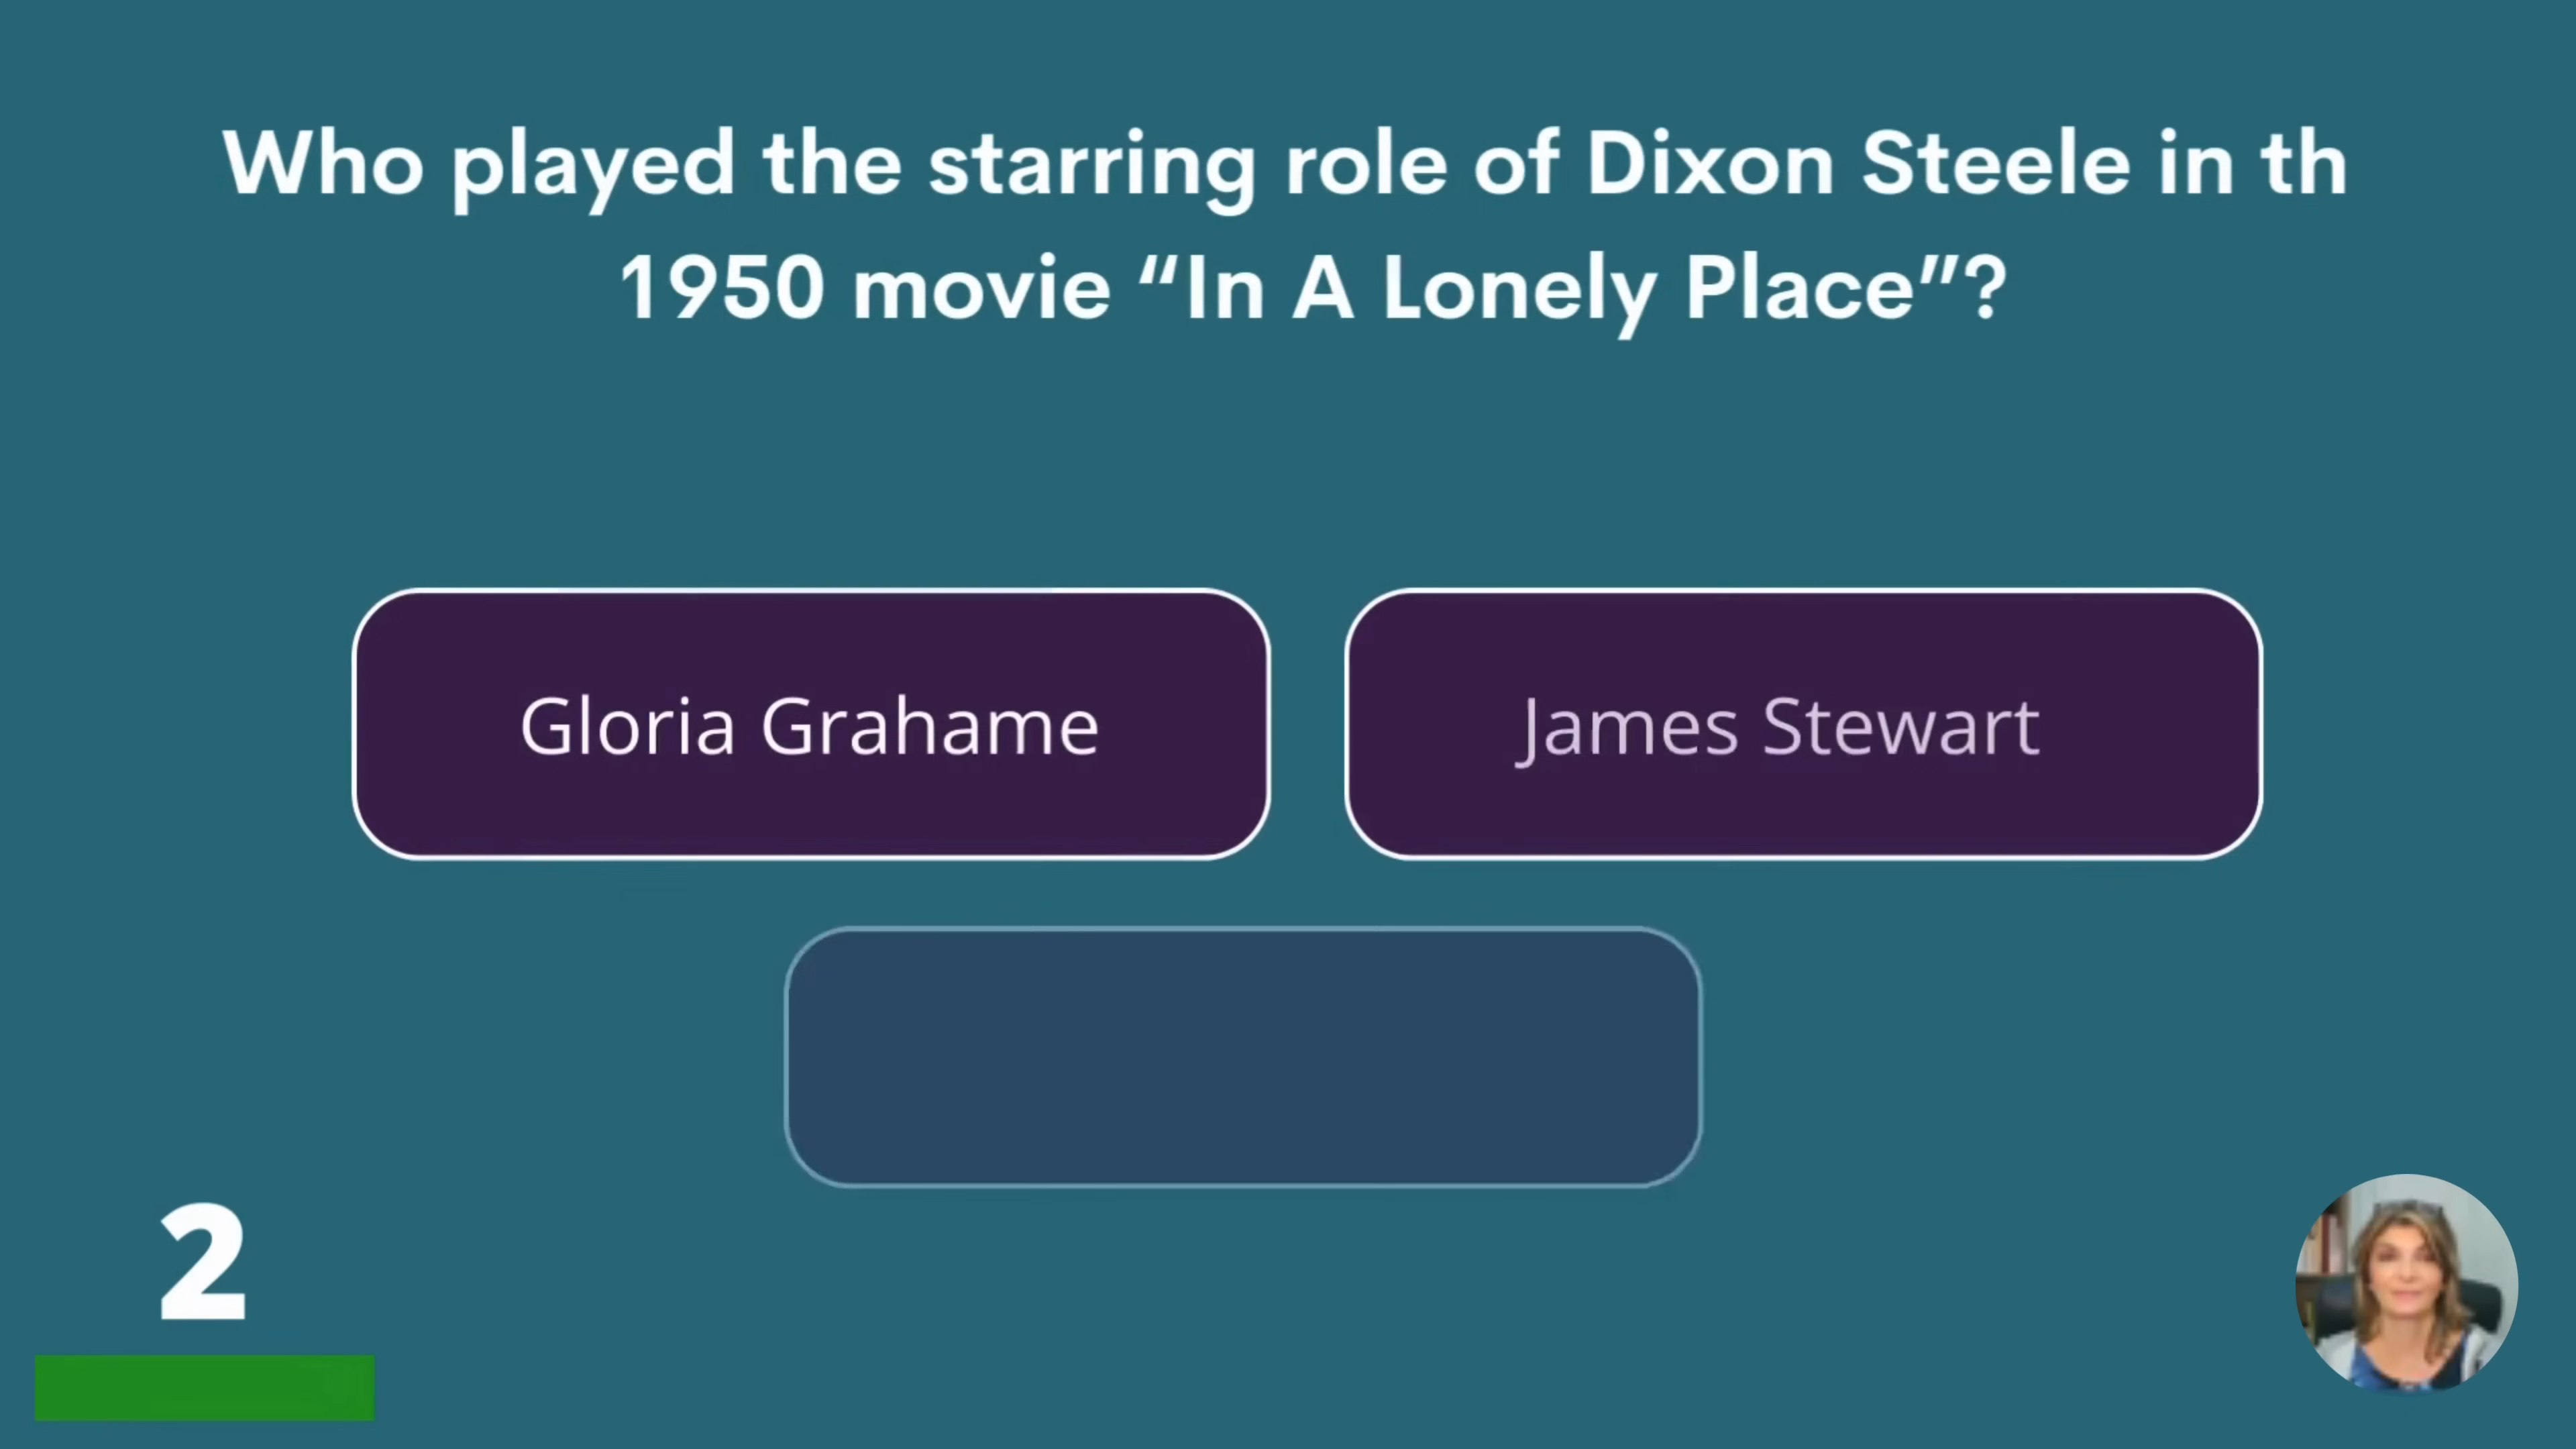 Who played the starring role of Dixon Steele in th
1950 movie “In A Lonely Place”?
Gloria Grahame
James Stewart
2